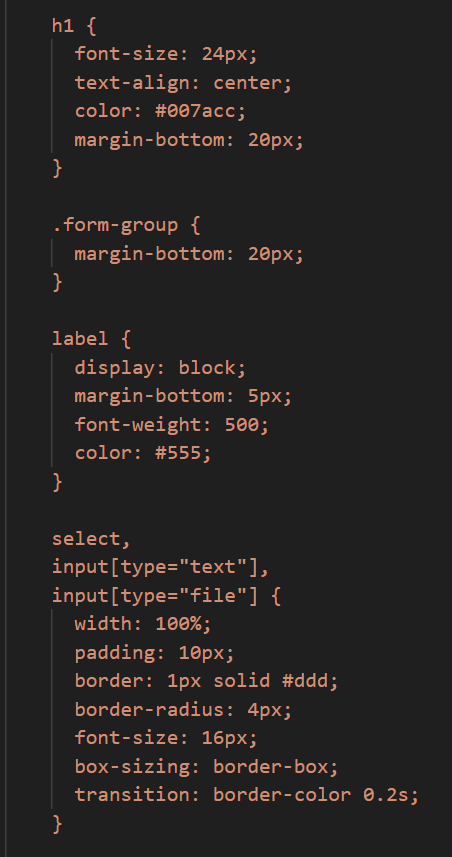 h1 {
  font-size: 24px;
  text-align: center;
  color: #007acc;
  margin-bottom: 20px;
}

.form-group {
  margin-bottom: 20px;
}

label {
  display: block;
  margin-bottom: 5px;
  font-weight: 500;
  color: #555;
}

select,
input[type="text"],
input[type="file"] {
  width: 100%;
  padding: 10px;
  border: 1px solid #ddd;
  border-radius: 4px;
  font-size: 16px;
  box-sizing: border-box;
  transition: border-color 0.2s;
}